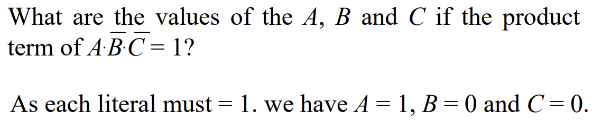 What are the values of the A, B and C if the product
term of A·B̅·C̅ = 1?
As each literal must = 1. we have A = 1, B = 0 and C = 0.